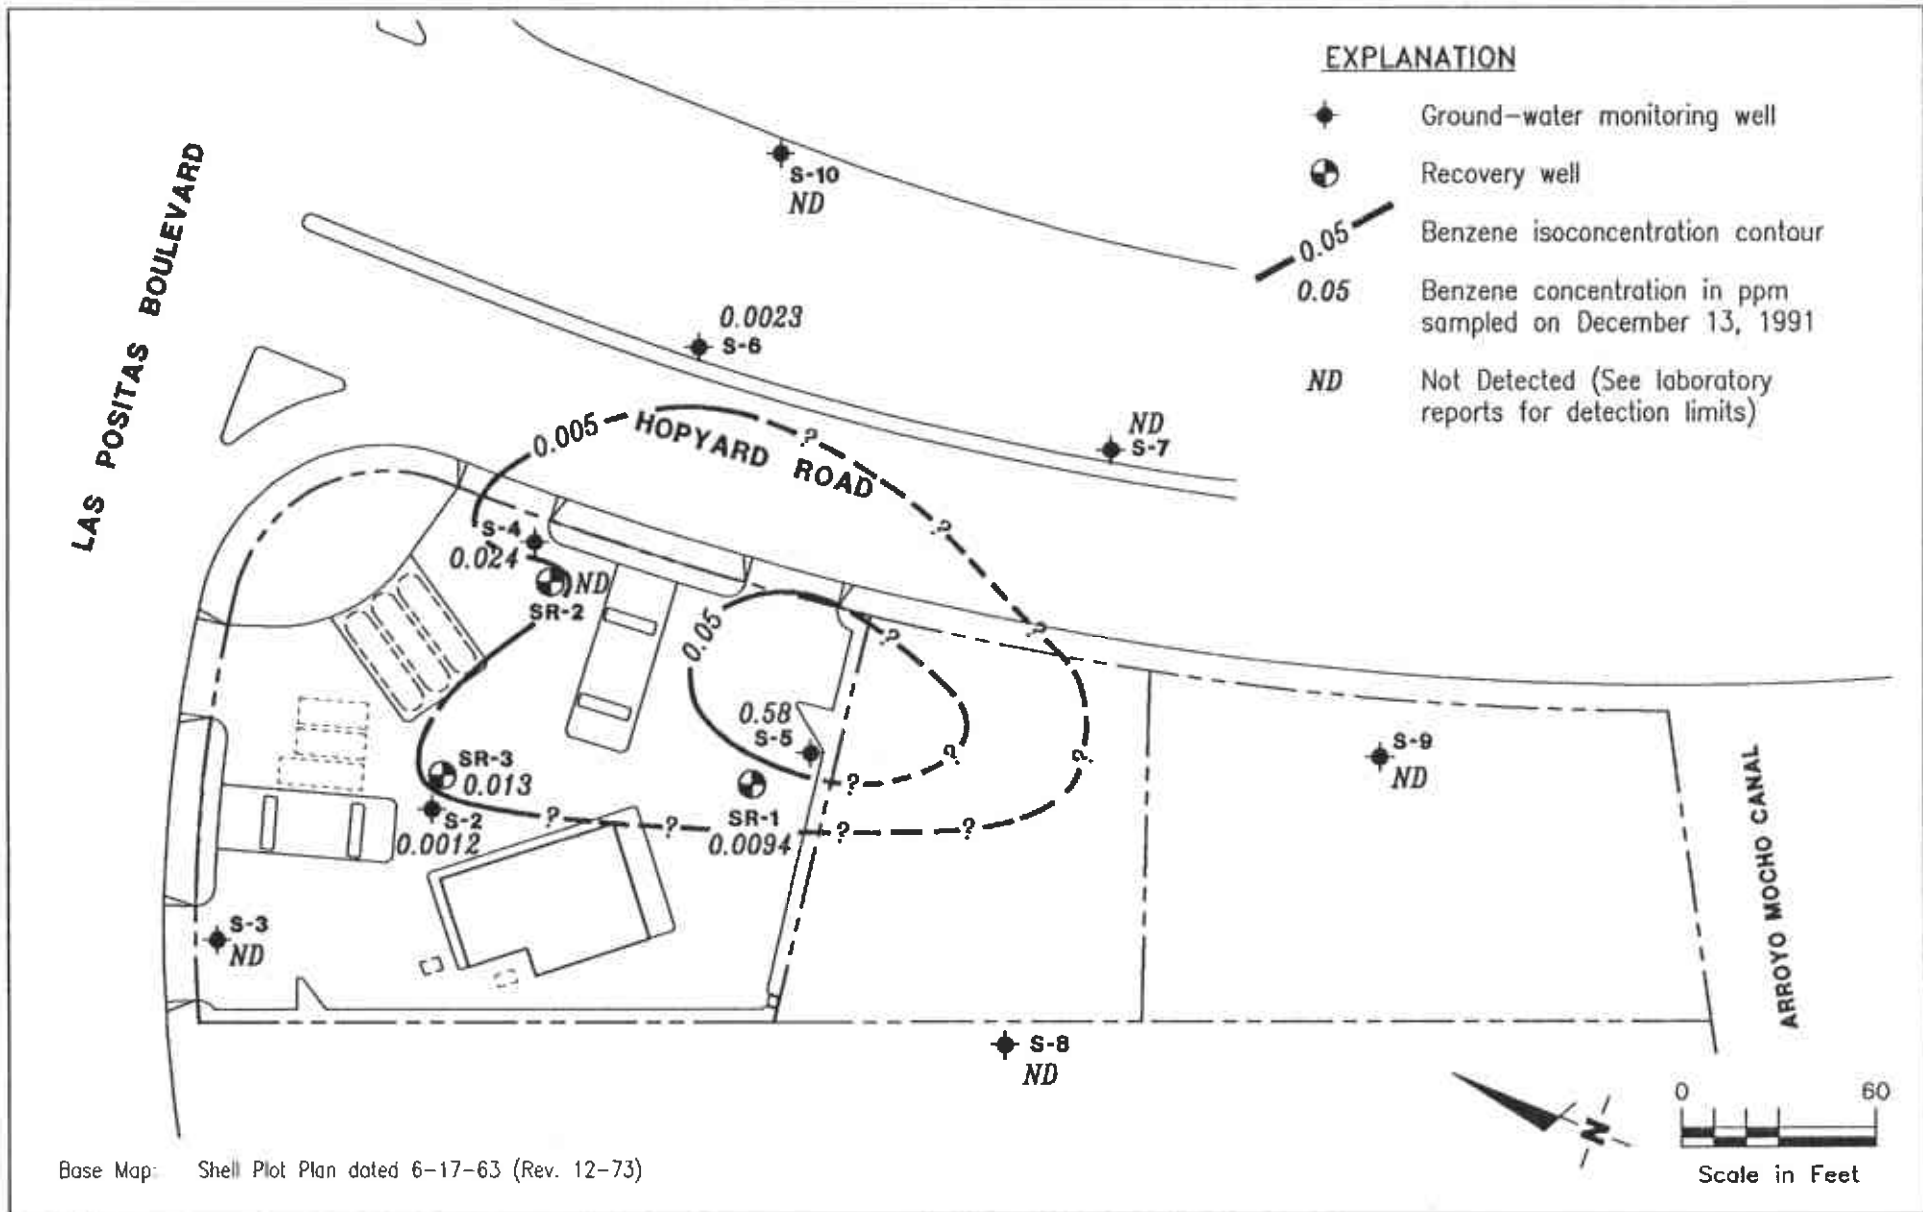 EXPLANATION
Ground-water monitoring well
Recovery well
0.05
Benzene isoconcentration contour
0.05
Benzene concentration in ppm
sampled on December 13, 1991
ND
Not Detected (See laboratory
reports for detection limits)
LAS POSITAS BOULEVARD
S-10
ND
0.0023
S-6
ND
S-7
0.005
HOPYARD ROAD
?
?
?
S-4
0.024
ND
SR-2
0.05
?
0.58
S-5
?
?
?
SR-3
0.013
S-2
0.0012
?
?
SR-1
0.0094
?
?
S-9
ND
S-3
ND
S-8
ND
ARROYO MOCHO CANAL
N
0 60
Scale in Feet
Base Map: Shell Plot Plan dated 6-17-63 (Rev. 12-73)